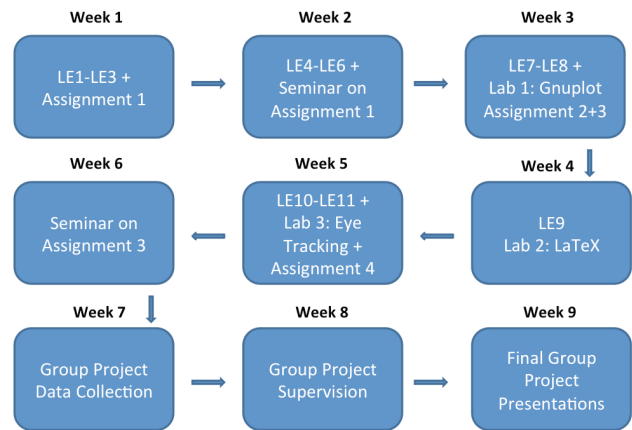 Week 1
LE1-LE3 +
Assignment 1
Week 2
LE4-LE6 +
Seminar on
Assignment 1
Week 3
LE7-LE8 +
Lab 1: Gnuplot
Assignment 2+3
Week 4
LE9
Lab 2: LaTeX
Week 5
LE10-LE11 +
Lab 3: Eye
Tracking +
Assignment 4
Week 6
Seminar on
Assignment 3
Week 7
Group Project
Data Collection
Week 8
Group Project
Supervision
Week 9
Final Group
Project
Presentations